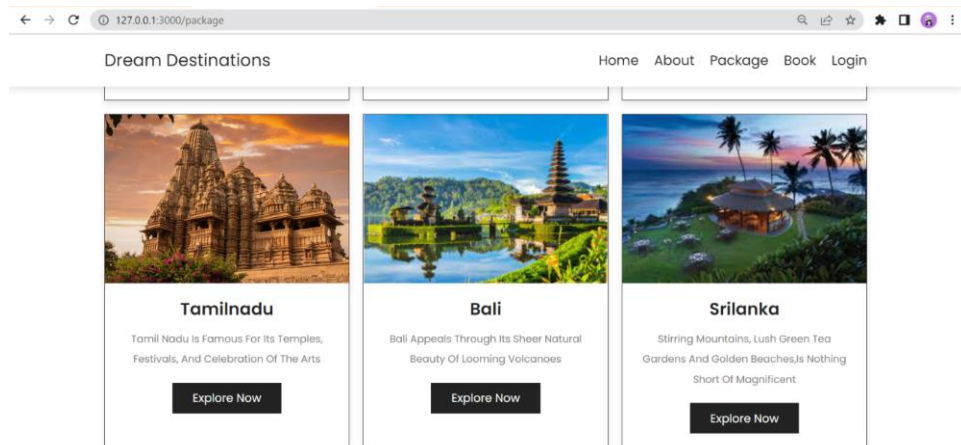 127.0.0.1:3000/package
Dream Destinations
Home About Package Book Login
Tamilnadu
Tamil Nadu Is Famous For Its Temples,
Festivals, And Celebration Of The Arts
Explore Now
Bali
Bali Appeals Through Its Sheer Natural
Beauty Of Looming Volcanoes
Explore Now
Srilanka
Stirring Mountains, Lush Green Tea
Gardens And Golden Beaches,Is Nothing
Short Of Magnificent
Explore Now